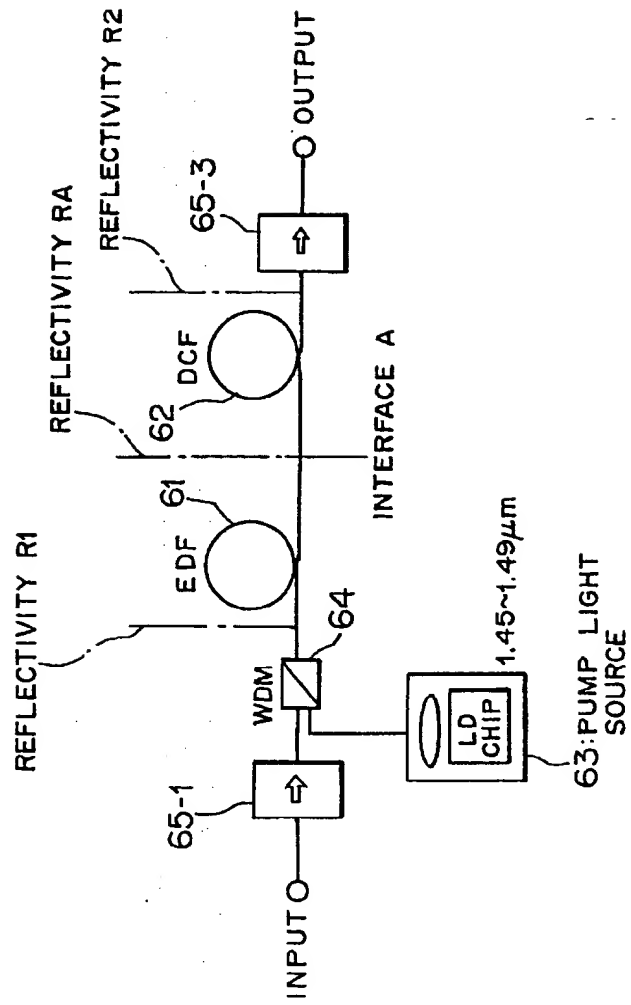 REFLECTIVITY R1
REFLECTIVITY RA
REFLECTIVITY R2
EDF
61
62
DCF
65-3
65-1
WDM
64
INPUT
OUTPUT
INTERFACE A
LD
CHIP
1.45~1.49μm
63:PUMP LIGHT
SOURCE